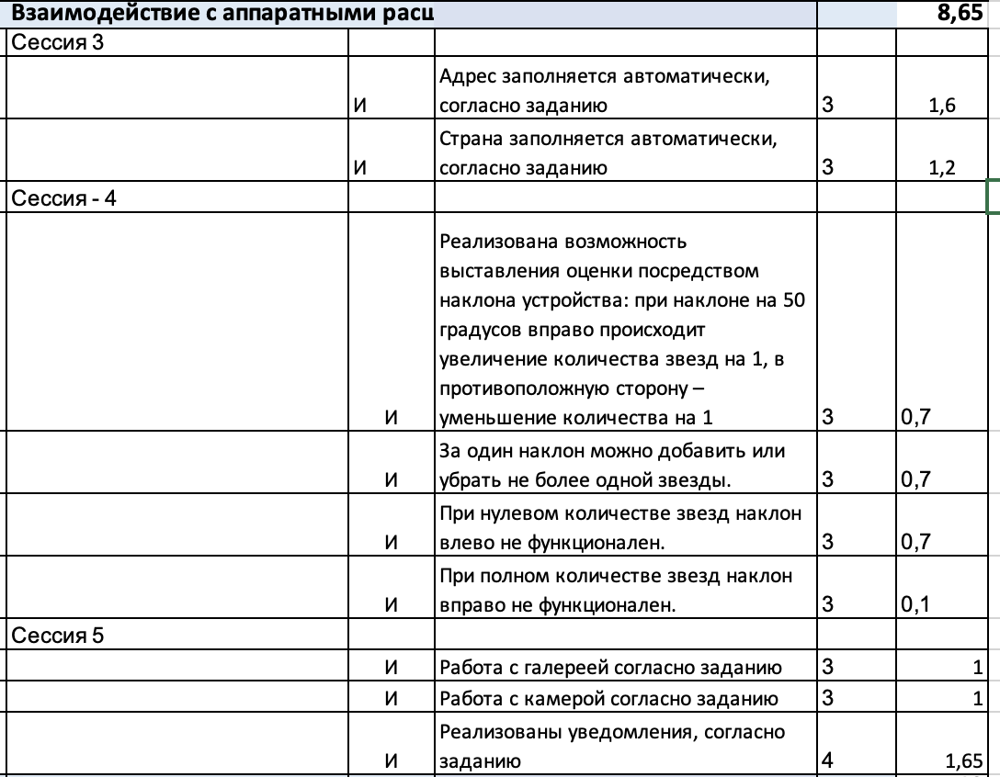 Взаимодействие с аппаратными расц 8,65
Сессия 3
Адрес заполняется автоматически,
И согласно заданию 3 1,6
Страна заполняется автоматически,
И согласно заданию 3 1,2
Сессия - 4
Реализована возможность
выставления оценки посредством
наклона устройства: при наклоне на 50
градусов вправо происходит
увеличение количества звезд на 1, в
противоположную сторону –
И уменьшение количества на 1 3 0,7
За один наклон можно добавить или
И убрать не более одной звезды. 3 0,7
При нулевом количестве звезд наклон
И влево не функционален. 3 0,7
При полном количестве звезд наклон
И вправо не функционален. 3 0,1
Сессия 5
И Работа с галереей согласно заданию 3 1
И Работа с камерой согласно заданию 3 1
Реализованы уведомления, согласно
И заданию 4 1,65